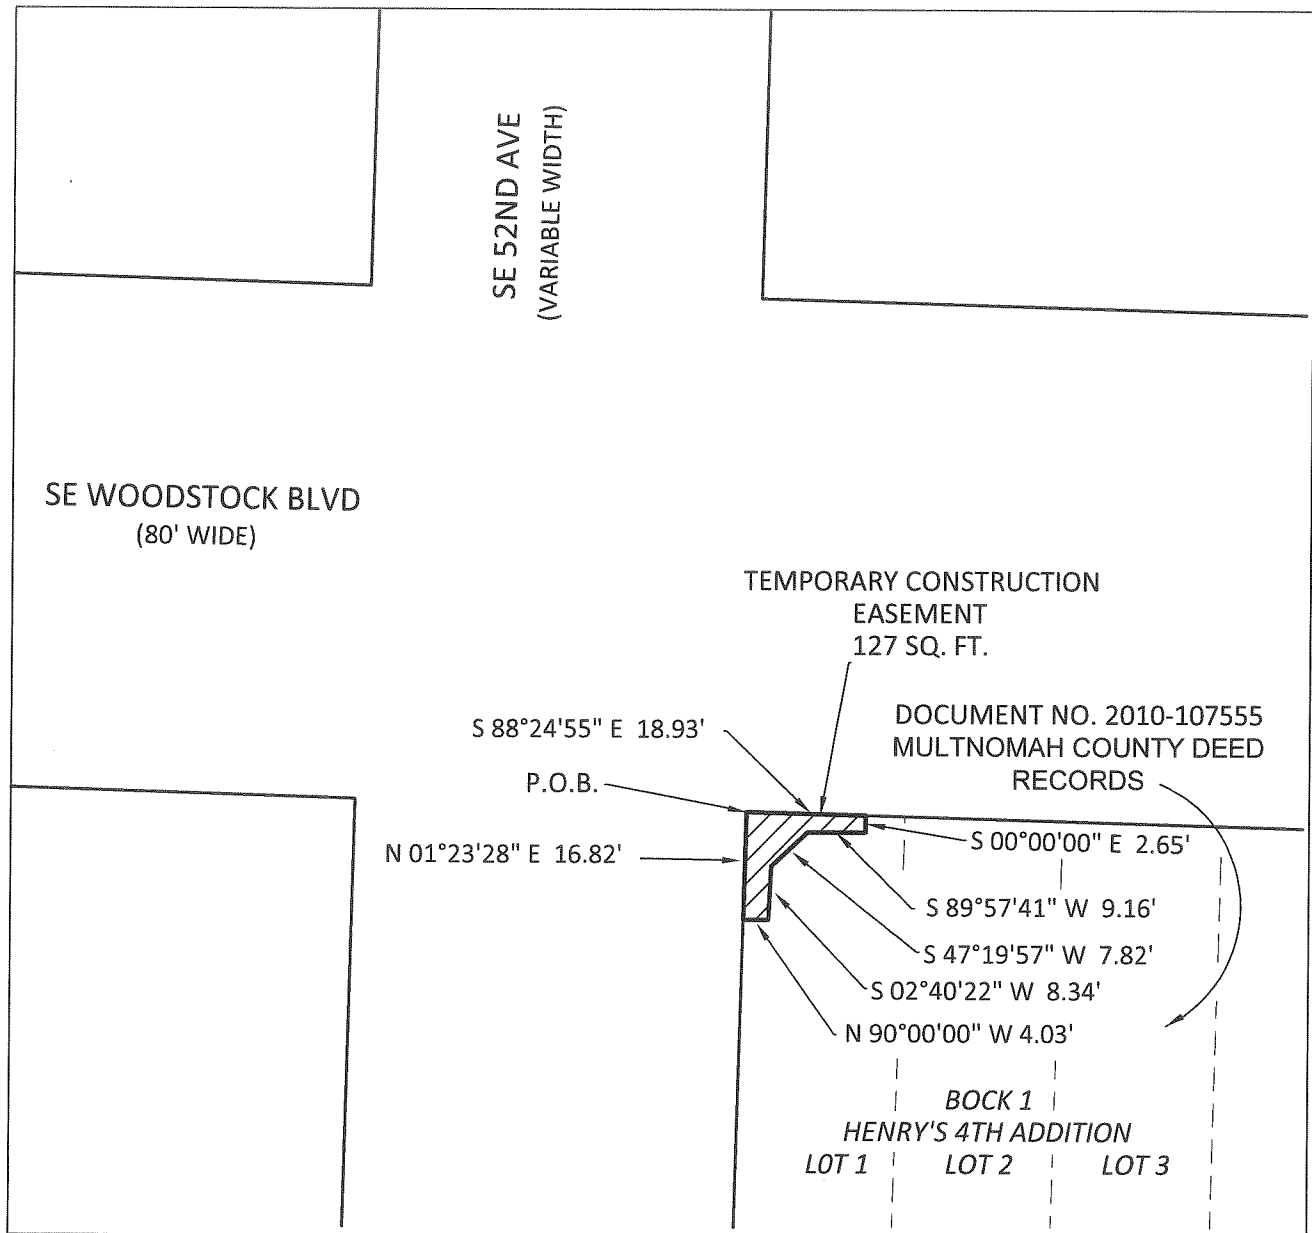 SE 52ND AVE
(VARIABLE WIDTH)
SE WOODSTOCK BLVD
(80' WIDE)
TEMPORARY CONSTRUCTION
EASEMENT
127 SQ. FT.
S 88°24'55" E 18.93'
DOCUMENT NO. 2010-107555
MULTNOMAH COUNTY DEED
RECORDS
P.O.B.
N 01°23'28" E 16.82'
S 00°00'00" E 2.65'
S 89°57'41" W 9.16'
S 47°19'57" W 7.82'
S 02°40'22" W 8.34'
N 90°00'00" W 4.03'
BOCK 1
HENRY'S 4TH ADDITION
LOT 1 LOT 2 LOT 3